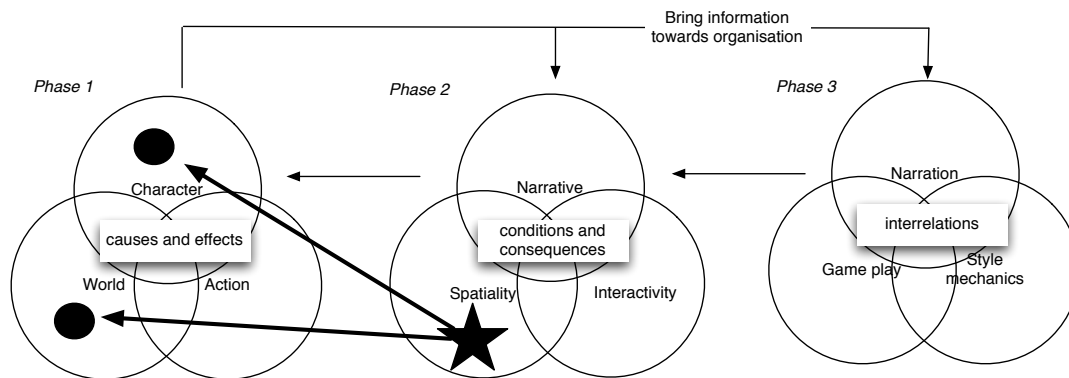 Bring information
towards organisation
Phase 1
Phase 2
Phase 3
Character
causes and effects
World
Action
Narrative
conditions and
consequences
Spatiality
Interactivity
Narration
interrelations
Game play
Style
mechanics